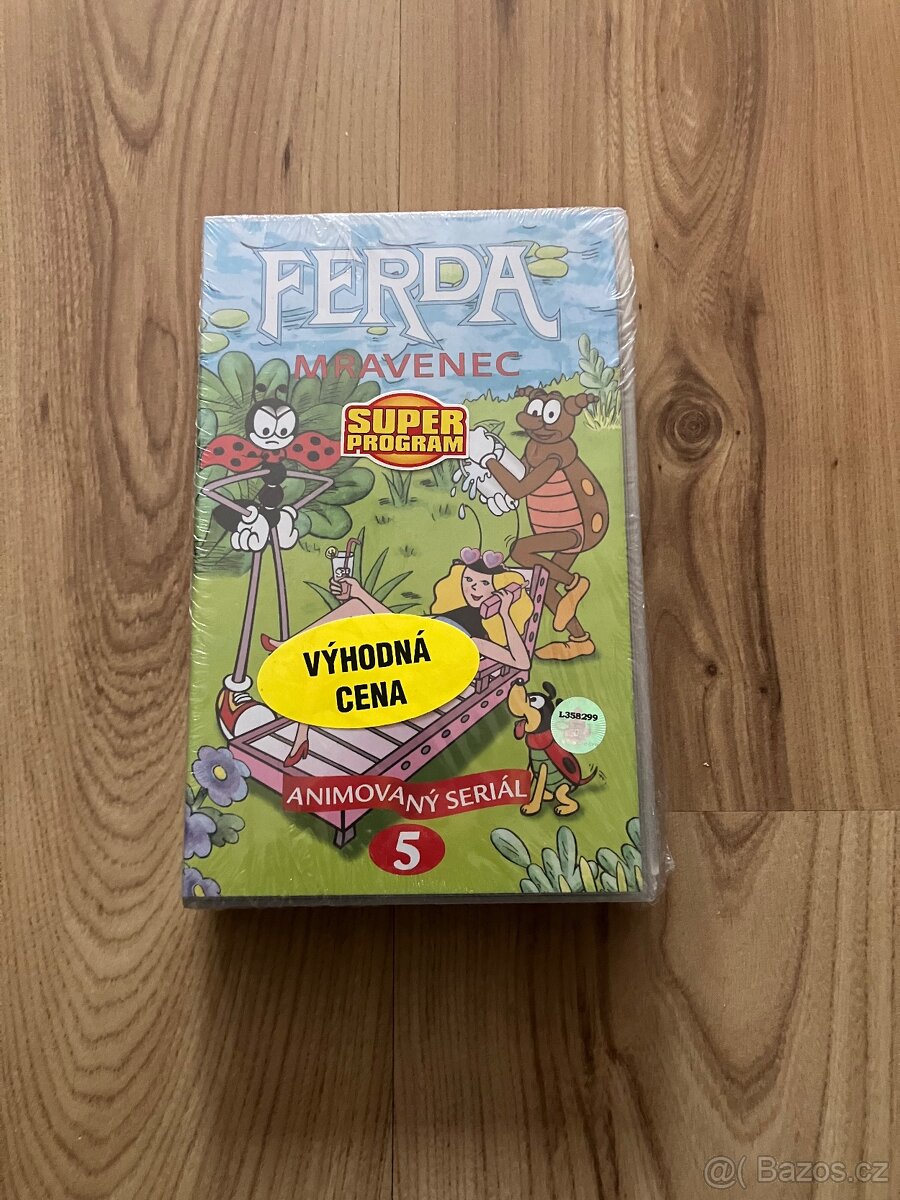 FERDA
MRAVENEC
SUPER
PROGRAM
VÝHODNÁ
CENA
L358299
ANIMOVANÝ SERIÁL
5
@( Bazos.cz